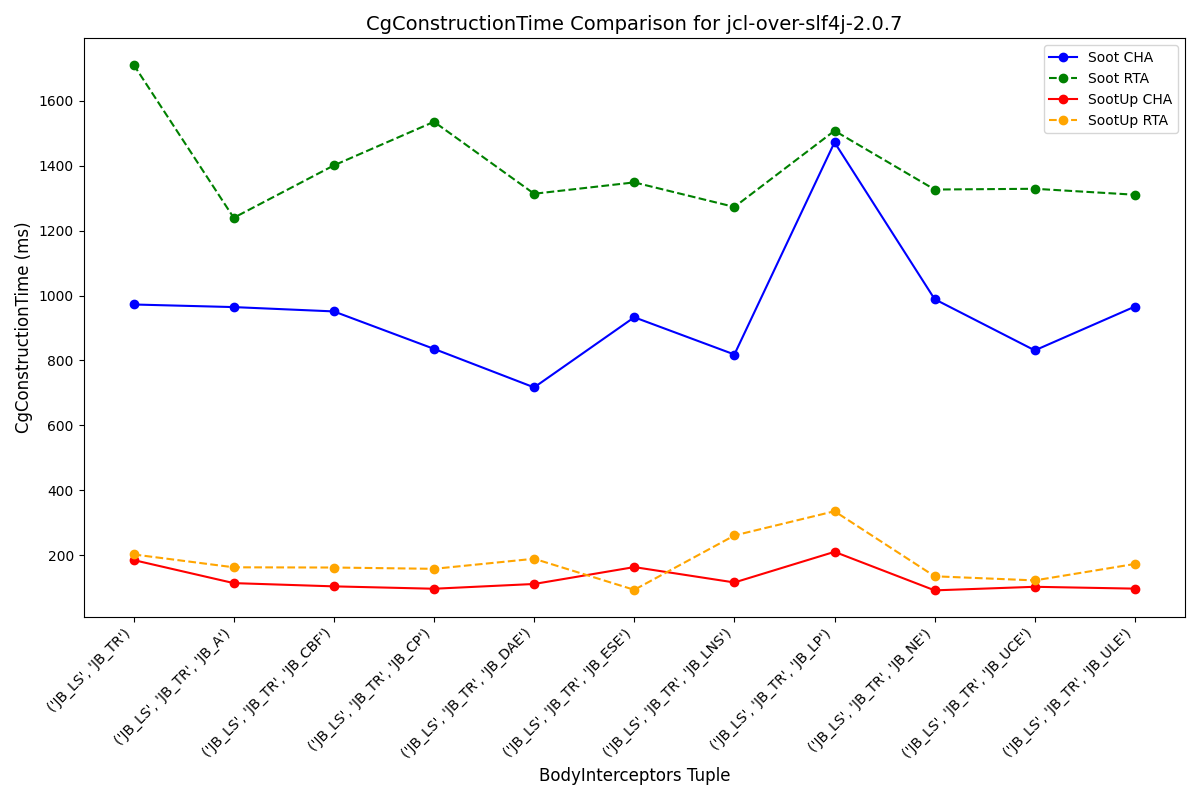 CgConstructionTime Comparison for jcl-over-slf4j-2.0.7
Soot CHA
Soot RTA
SootUp CHA
SootUp RTA
CgConstructionTime (ms)
1600
1400
1200
1000
800
600
400
200
('JB_LS', 'JB_TR')
('JB_LS', 'JB_TR', 'JB_A')
('JB_LS', 'JB_TR', 'JB_CBF')
('JB_LS', 'JB_TR', 'JB_CP')
('JB_LS', 'JB_TR', 'JB_DAE')
('JB_LS', 'JB_TR', 'JB_ESE')
('JB_LS', 'JB_TR', 'JB_LNS')
('JB_LS', 'JB_TR', 'JB_LP')
('JB_LS', 'JB_TR', 'JB_NE')
('JB_LS', 'JB_TR', 'JB_UCE')
('JB_LS', 'JB_TR', 'JB_ULE')
BodyInterceptors Tuple